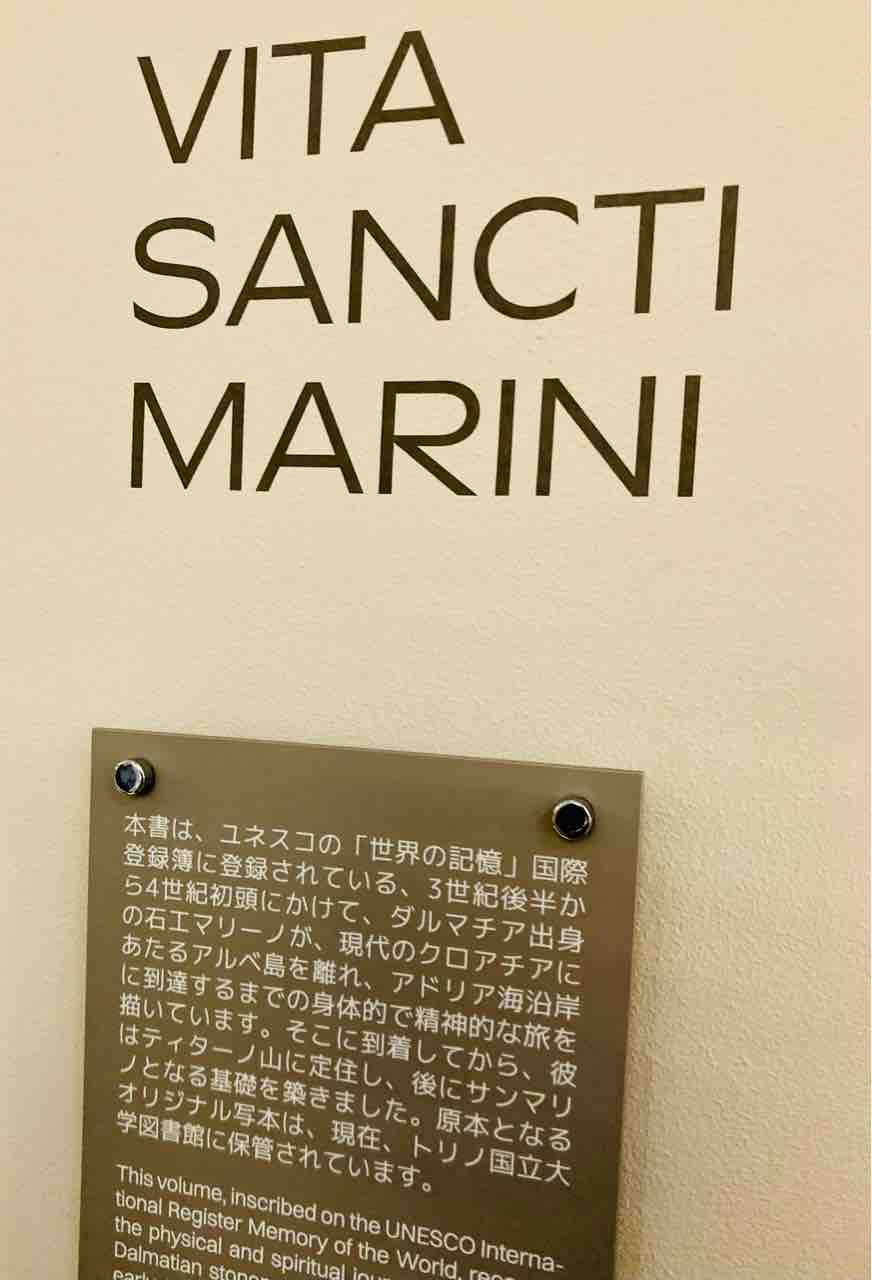 VITA
SANCTI
MARINI
本書は、ユネスコの「世界の記憶」国際
登録簿に登録されている、3世紀後半か
ら4世紀初頭にかけて、ダルマチア出身
の石工マリーノが、現代のクロアチアに
あたるアルベ島を離れ、アドリア海沿岸
に到達するまでの身体的で精神的な旅を
描いています。そこに到着してから、彼
はティターノ山に定住し、後にサンマリ
ノとなる基礎を築きました。原本となる
オリジナル写本は、現在、トリノ国立大
学図書館に保管されています。
This volume, inscribed on the UNESCO Interna-
tional Register Memory of the World,
the physical and spiritual
Dalmatian